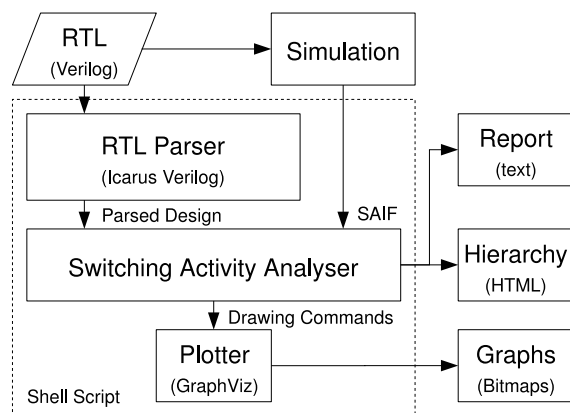 RTL
(Verilog)
Simulation
RTL Parser
(Icarus Verilog)
Report
(text)
Parsed Design
SAIF
Switching Activity Analyser
Hierarchy
(HTML)
Drawing Commands
Plotter
(GraphViz)
Graphs
(Bitmaps)
Shell Script